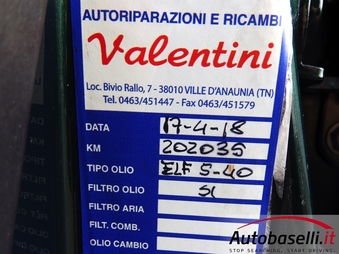 AUTORIPARAZIONI E RICAMBI
Valentini
Loc. Bivio Rallo, 7 - 38010 VILLE D'ANAUNIA (TN)
Tel. 0463/451447 - Fax 0463/451579
DATA 17-4-18
KM 202035
TIPO OLIO ELF 5-40
FILTRO OLIO SI
FILTRO ARIA
FILT. COMB.
OLIO CAMBIO
Autobaselli.it
STOP SEARCHING. START DRIVING.